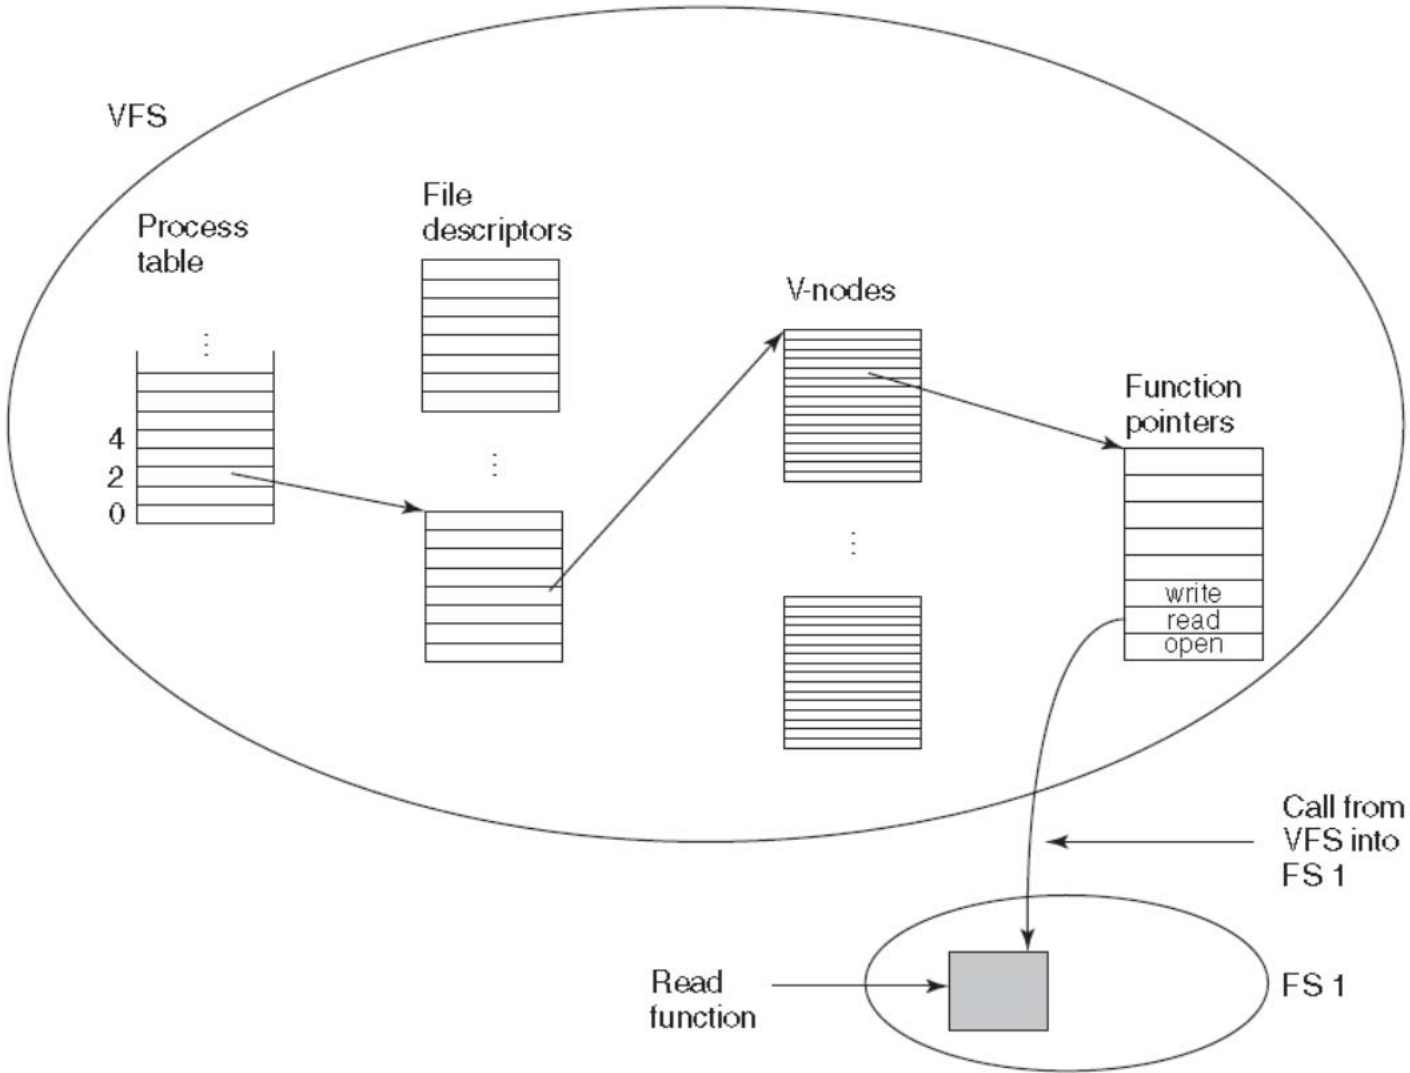 VFS
File
descriptors
Process
table
V-nodes
Function
pointers
4
2
0
write
read
open
Call from
VFS into
FS 1
Read
function
FS 1